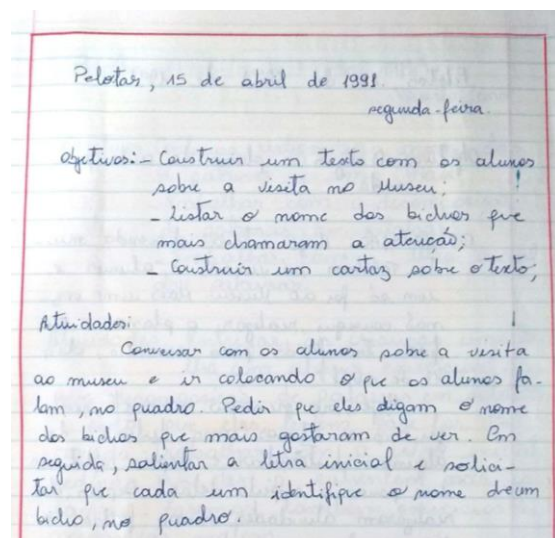 Pelotas, 15 de abril de 1991.
segunda-feira.
Objetivos: - Construir um texto com os alunos
sobre a visita no Museu;
- Listar o nome dos bichos que
mais chamaram a atenção;
- Construir um cartaz sobre o texto;
Atividades:
Conversar com os alunos sobre a visita
ao museu e ir colocando o que os alunos fa-
lam, no quadro. Pedir que eles digam o nome
dos bichos que mais gostaram de ver. Em
seguida, salientar a letra inicial e solici-
tar que cada um identifique o nome de um
bicho, no quadro.